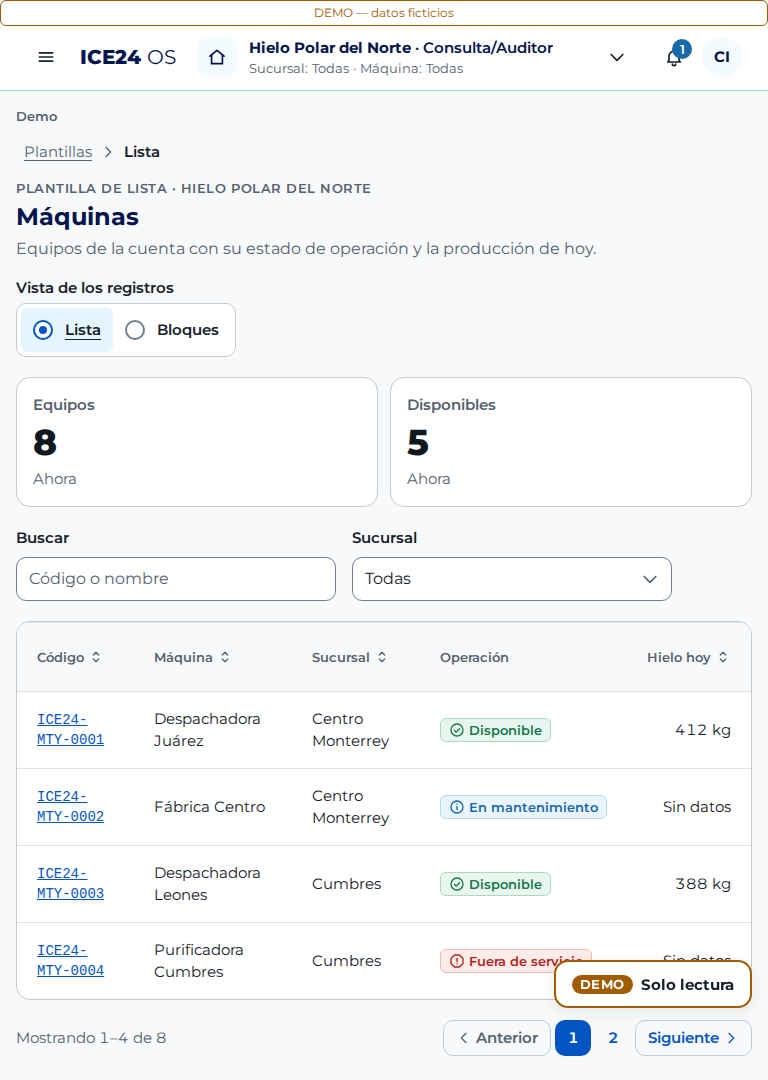 DEMO — datos ficticios
ICE24 OS
Hielo Polar del Norte · Consulta/Auditor
Sucursal: Todas · Máquina: Todas
1
CI
Demo
Plantillas > Lista
PLANTILLA DE LISTA · HIELO POLAR DEL NORTE
Máquinas
Equipos de la cuenta con su estado de operación y la producción de hoy.
Vista de los registros
Lista Bloques
Equipos
8
Ahora
Disponibles
5
Ahora
Buscar
Código o nombre
Sucursal
Todas
Código Máquina Sucursal Operación Hielo hoy
ICE24-
MTY-0001
Despachadora
Juárez
Centro
Monterrey
Disponible
412 kg
ICE24-
MTY-0002
Fábrica Centro
Centro
Monterrey
En mantenimiento
Sin datos
ICE24-
MTY-0003
Despachadora
Leones
Cumbres
Disponible
388 kg
ICE24-
MTY-0004
Purificadora
Cumbres
Cumbres
Fuera de servicio
Sin datos
DEMO Solo lectura
Mostrando 1–4 de 8
Anterior 1 2 Siguiente